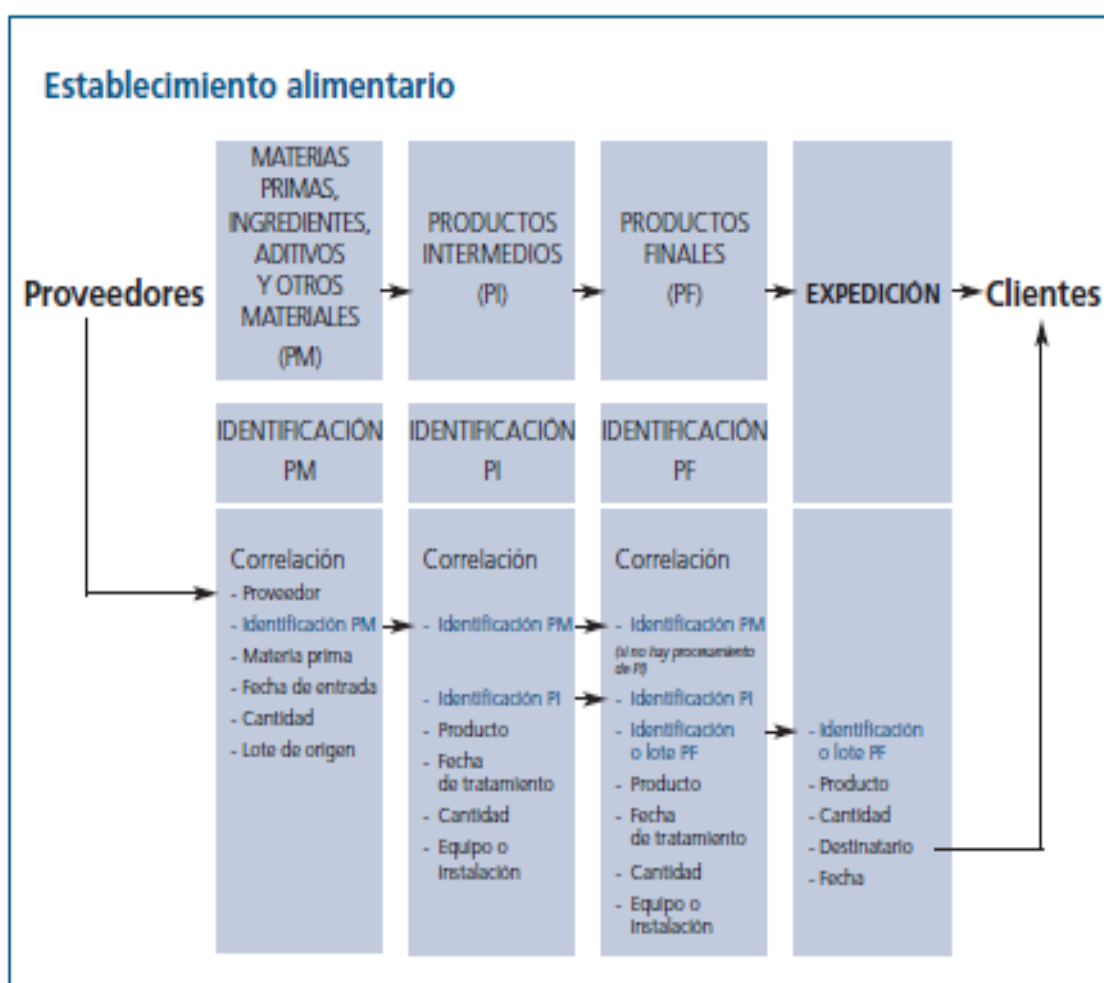 Establecimiento alimentario
Proveedores
MATERIAS
PRIMAS,
INGREDIENTES,
ADITIVOS
Y OTROS
MATERIALES
(PM)
PRODUCTOS
INTERMEDIOS
(PI)
PRODUCTOS
FINALES
(PF)
EXPEDICIÓN
Clientes
IDENTIFICACIÓN
PM
IDENTIFICACIÓN
PI
IDENTIFICACIÓN
PF
Correlación
- Proveedor
- Identificación PM
- Materia prima
- Fecha de entrada
- Cantidad
- Lote de origen
Correlación
- Identificación PM
- Identificación PI
- Producto
- Fecha
de tratamiento
- Cantidad
- Equipo o
instalación
Correlación
- Identificación PM
(si no hay procesamiento
de PI)
- Identificación PI
- Identificación
o lote PF
- Producto
- Fecha
de tratamiento
- Cantidad
- Equipo o
instalación
- Identificación
o lote PF
- Producto
- Cantidad
- Destinatario
- Fecha